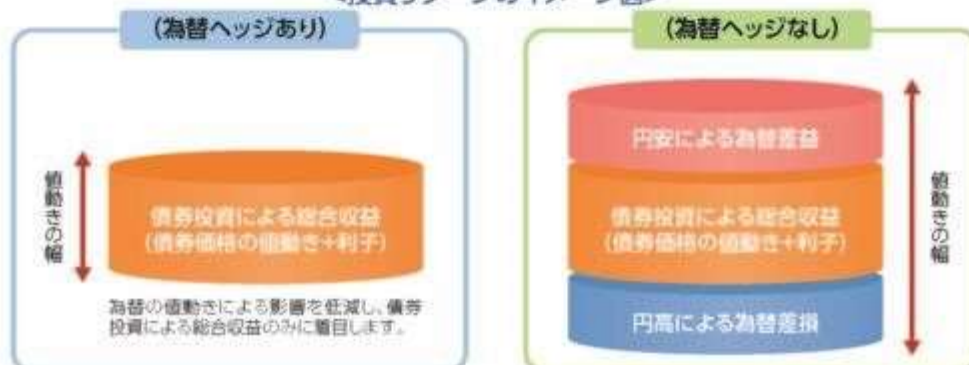 (為替ヘッジあり)
値動きの幅
債券投資による総合収益
(債券価格の値動き+利子)
為替の値動きによる影響を低減し、債券
投資による総合収益のみに着目します。
(為替ヘッジなし)
円安による為替差益
債券投資による総合収益
(債券価格の値動き+利子)
円高による為替差損
値動きの幅